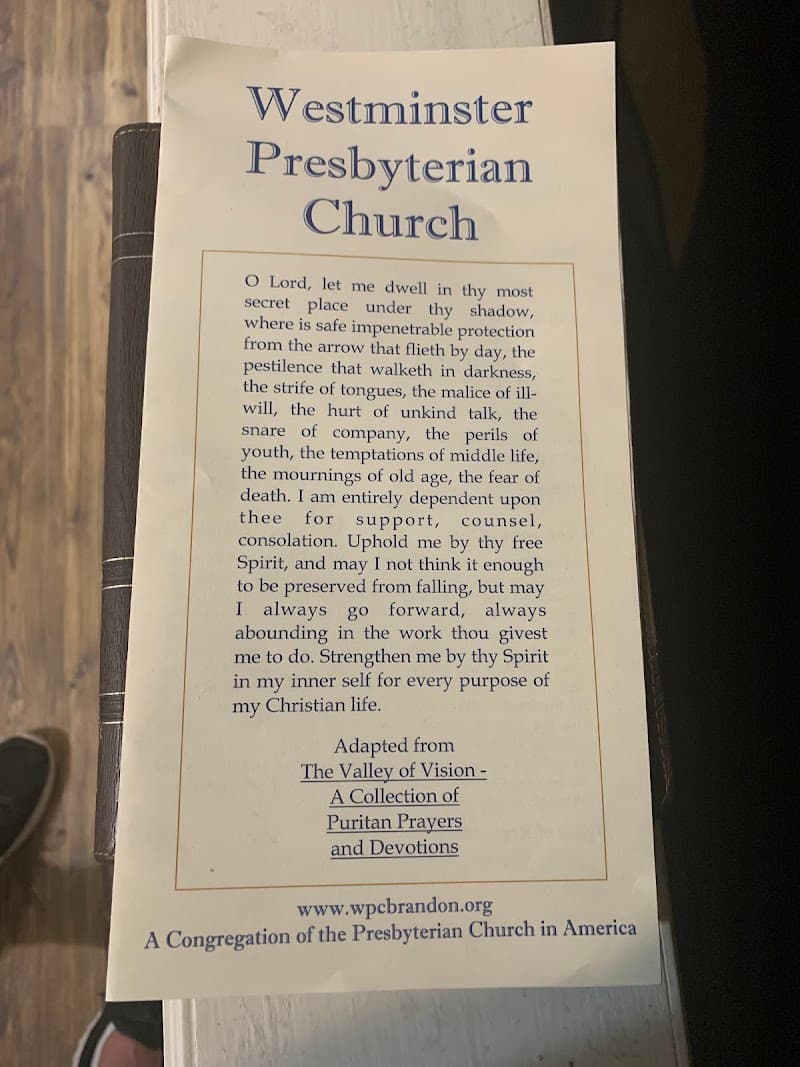 Westminster
Presbyterian
Church
O Lord, let me dwell in thy most
secret place under thy shadow,
where is safe impenetrable protection
from the arrow that flieth by day, the
pestilence that walketh in darkness,
the strife of tongues, the malice of ill-
will, the hurt of unkind talk, the
snare of company, the perils of
youth, the temptations of middle life,
the mournings of old age, the fear of
death. I am entirely dependent upon
thee for support, counsel,
consolation. Uphold me by thy free
Spirit, and may I not think it enough
to be preserved from falling, but may
I always go forward, always
abounding in the work thou givest
me to do. Strengthen me by thy Spirit
in my inner self for every purpose of
my Christian life.
Adapted from
The Valley of Vision -
A Collection of
Puritan Prayers
and Devotions
www.wpcbrandon.org
A Congregation of the Presbyterian Church in America